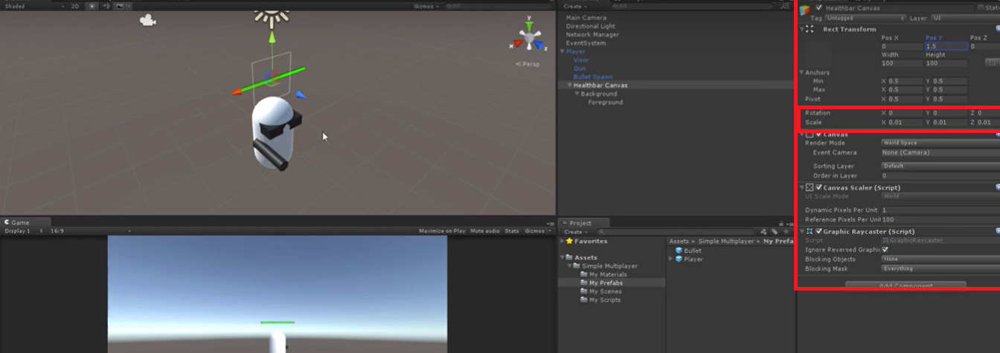 Shaded 2D Gizmos All
y
x z
Persp
Game
Display 1 16:9 Maximize on Play Mute audio Stats Gizmos
Create All
Main Camera
Directional Light
Network Manager
EventSystem
Player
Visor
Gun
Bullet Spawn
Healthbar Canvas
Background
Foreground
Project
Create
Favorites
Assets
Simple Multiplayer
My Materials
My Prefabs
My Scenes
My Scripts
Assets Simple Multiplayer My Prefa
Bullet
Player
Healthbar Canvas Stati
Tag Untagged Layer UI
Rect Transform
Pos X Pos Y Pos Z
0 1.5 0
Width Height
100 100
Anchors
Min X 0.5 Y 0.5
Max X 0.5 Y 0.5
Pivot X 0.5 Y 0.5
Rotation X 0 Y 0 Z 0
Scale X 0.01 Y 0.01 Z 0.01
Canvas
Render Mode World Space
Event Camera None (Camera)
Sorting Layer Default
Order in Layer 0
Canvas Scaler (Script)
UI Scale Mode World
Dynamic Pixels Per Unit 1
Reference Pixels Per Unit 100
Graphic Raycaster (Script)
Script GraphicRaycaster
Ignore Reversed Graphic
Blocking Objects None
Blocking Mask Everything
Add Component